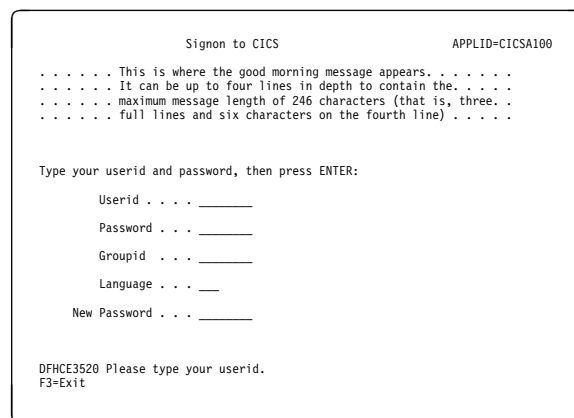 Signon to CICS APPLID=CICSA100
. . . . . . This is where the good morning message appears. . . . . . .
. . . . . . It can be up to four lines in depth to contain the. . . . .
. . . . . . maximum message length of 246 characters (that is, three. .
. . . . . . full lines and six characters on the fourth line) . . . . .
Type your userid and password, then press ENTER:
Userid . . . . ________
Password . . . ________
Groupid . . . ________
Language . . . ___
New Password . . . ________
DFHCE3520 Please type your userid.
F3=Exit